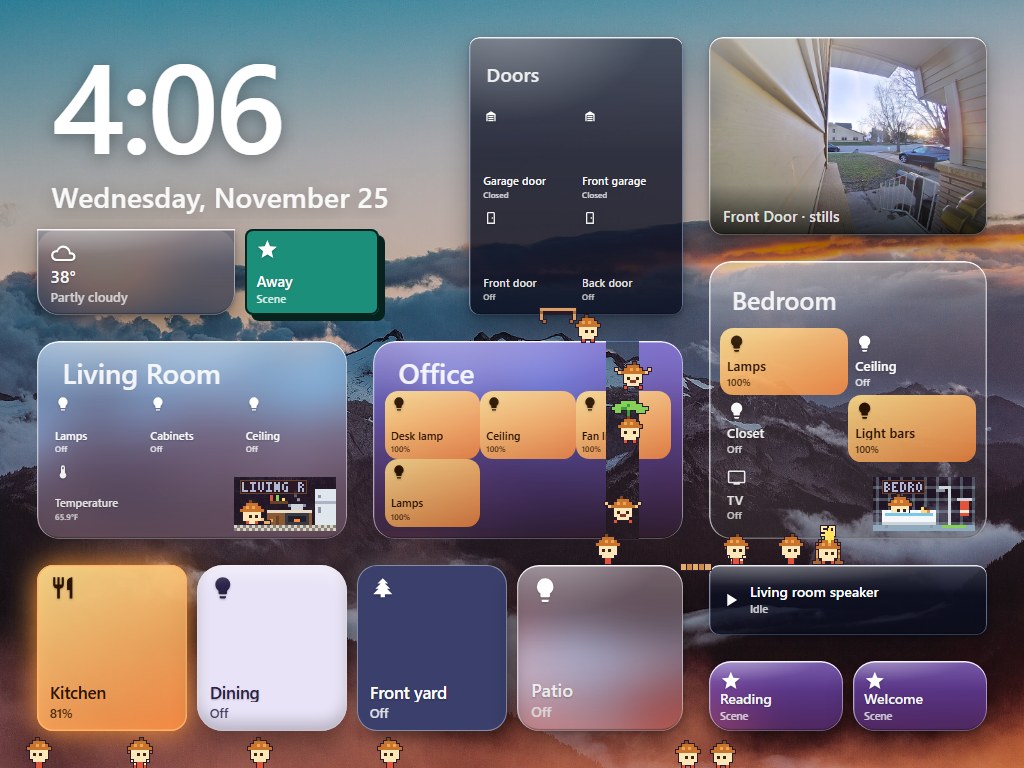 4:06
Wednesday, November 25
38°
Partly cloudy
Away
Scene
Doors
Garage door
Closed
Front garage
Closed
Front door
Off
Back door
Off
Front Door · stills
Living Room
Lamps
Off
Cabinets
Off
Ceiling
Off
Temperature
65.9°F
LIVING R
Office
Desk lamp
100%
Ceiling
100%
Fan l
100%
Lamps
100%
Bedroom
Lamps
100%
Ceiling
Off
Closet
Off
Light bars
100%
TV
Off
BEDRO
Kitchen
81%
Dining
Off
Front yard
Off
Patio
Off
Living room speaker
Idle
Reading
Scene
Welcome
Scene